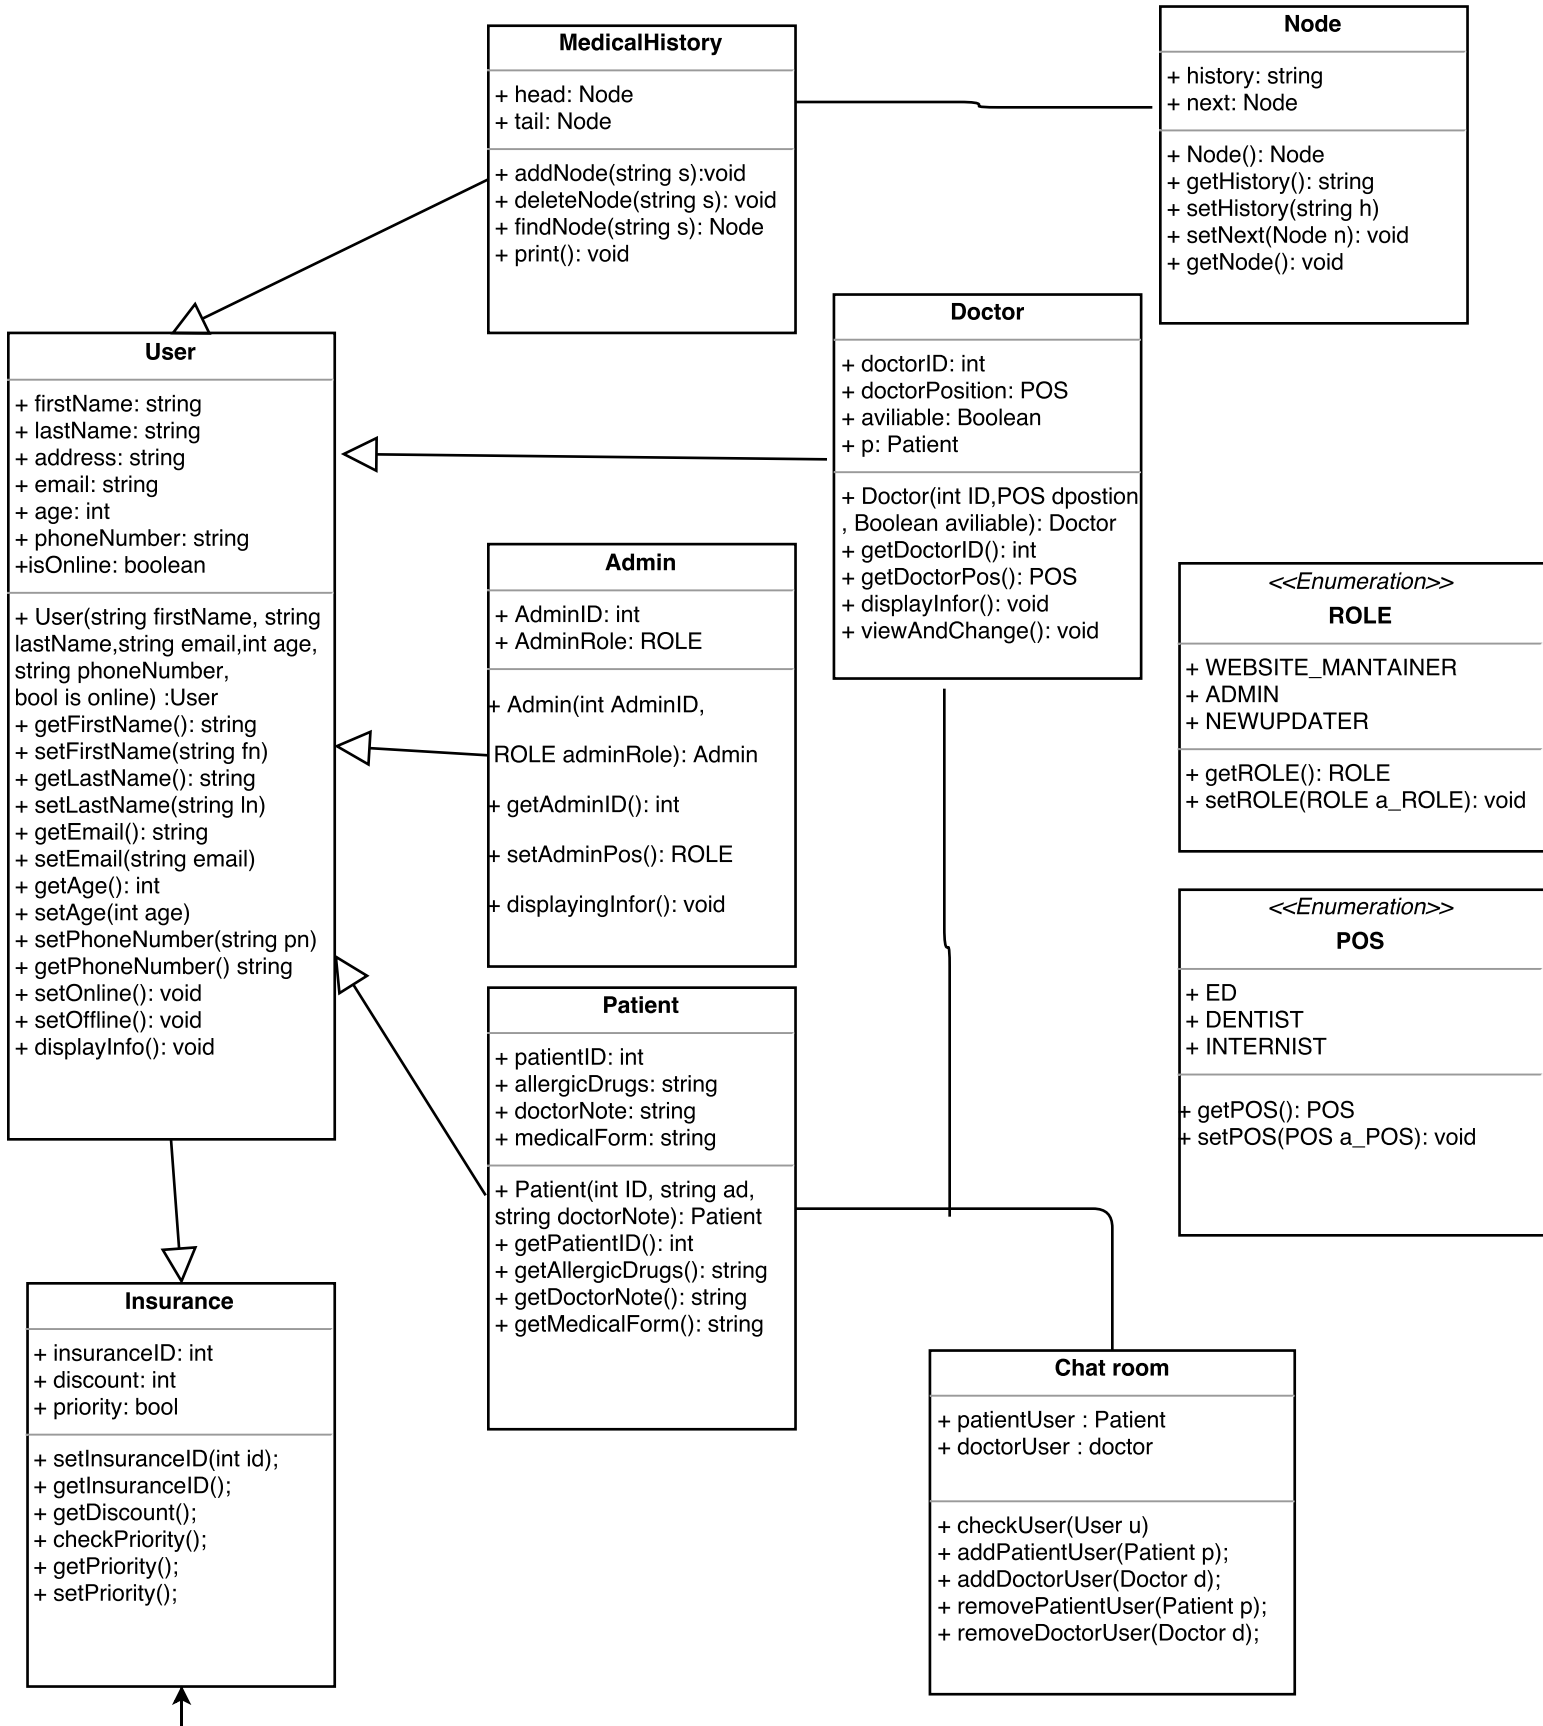 MedicalHistory
+ head: Node
+ tail: Node
+ addNode(string s):void
+ deleteNode(string s): void
+ findNode(string s): Node
+ print(): void
Node
+ history: string
+ next: Node
+ Node(): Node
+ getHistory(): string
+ setHistory(string h)
+ setNext(Node n): void
+ getNode(): void
User
+ firstName: string
+ lastName: string
+ address: string
+ email: string
+ age: int
+ phoneNumber: string
+isOnline: boolean
+ User(string firstName, string
lastName,string email,int age,
string phoneNumber,
bool is online) :User
+ getFirstName(): string
+ setFirstName(string fn)
+ getLastName(): string
+ setLastName(string ln)
+ getEmail(): string
+ setEmail(string email)
+ getAge(): int
+ setAge(int age)
+ setPhoneNumber(string pn)
+ getPhoneNumber() string
+ setOnline(): void
+ setOffline(): void
+ displayInfo(): void
Doctor
+ doctorID: int
+ doctorPosition: POS
+ aviliable: Boolean
+ p: Patient
+ Doctor(int ID,POS dpostion
, Boolean aviliable): Doctor
+ getDoctorID(): int
+ getDoctorPos(): POS
+ displayInfor(): void
+ viewAndChange(): void
Admin
+ AdminID: int
+ AdminRole: ROLE
+ Admin(int AdminID,
ROLE adminRole): Admin
+ getAdminID(): int
+ setAdminPos(): ROLE
+ displayingInfor(): void
<<Enumeration>>
ROLE
+ WEBSITE_MANTAINER
+ ADMIN
+ NEWUPDATER
+ getROLE(): ROLE
+ setROLE(ROLE a_ROLE): void
<<Enumeration>>
POS
+ ED
+ DENTIST
+ INTERNIST
+ getPOS(): POS
+ setPOS(POS a_POS): void
Patient
+ patientID: int
+ allergicDrugs: string
+ doctorNote: string
+ medicalForm: string
+ Patient(int ID, string ad,
string doctorNote): Patient
+ getPatientID(): int
+ getAllergicDrugs(): string
+ getDoctorNote(): string
+ getMedicalForm(): string
Insurance
+ insuranceID: int
+ discount: int
+ priority: bool
+ setInsuranceID(int id);
+ getInsuranceID();
+ getDiscount();
+ checkPriority();
+ getPriority();
+ setPriority();
Chat room
+ patientUser : Patient
+ doctorUser : doctor
+ checkUser(User u)
+ addPatientUser(Patient p);
+ addDoctorUser(Doctor d);
+ removePatientUser(Patient p);
+ removeDoctorUser(Doctor d);